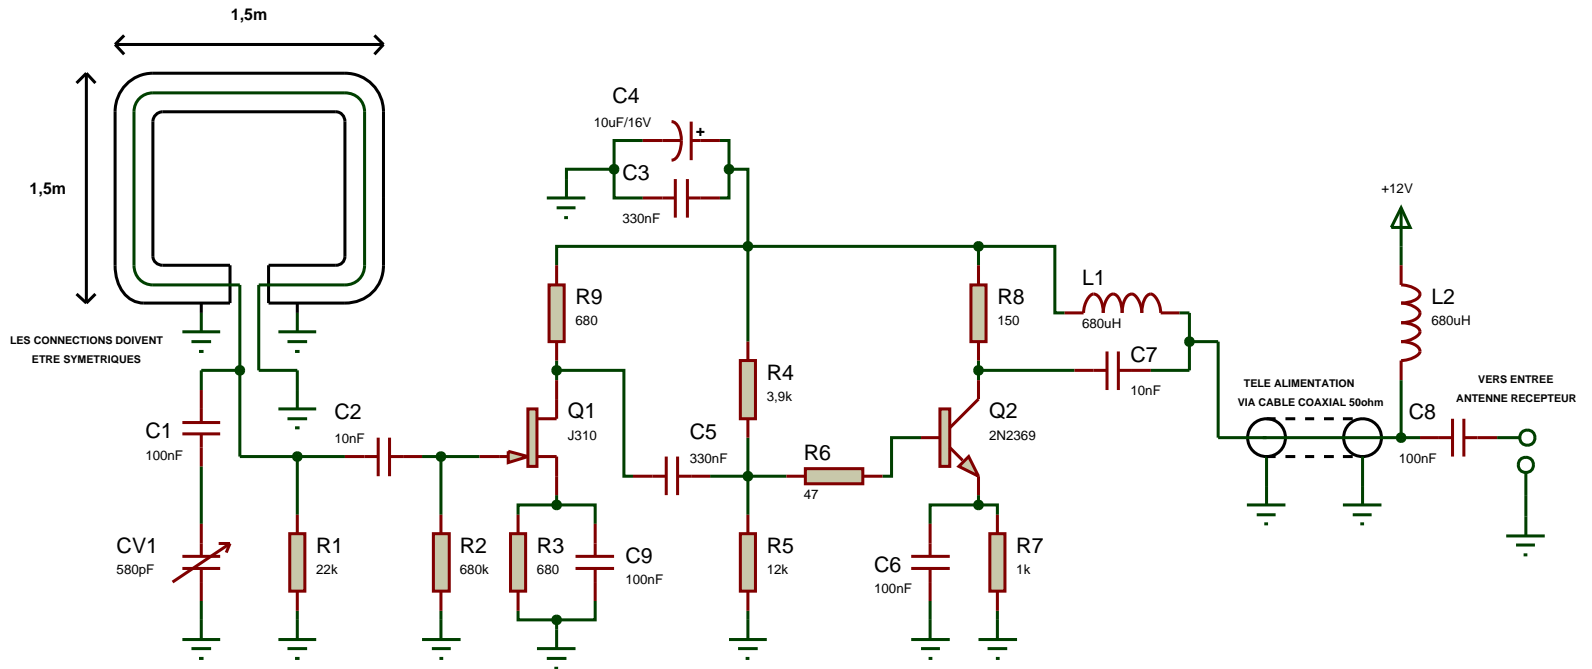 1,5m
1,5m
LES CONNECTIONS DOIVENT
ETRE SYMETRIQUES
C1
100nF
CV1
580pF
R1
22k
C2
10nF
R2
680k
C4
10uF/16V
+
C3
330nF
R9
680
Q1
J310
R3
680
C9
100nF
C5
330nF
R4
3,9k
R5
12k
R6
47
R8
150
Q2
2N2369
C6
100nF
R7
1k
L1
680uH
C7
10nF
TELE ALIMENTATION
VIA CABLE COAXIAL 50ohm
+12V
L2
680uH
C8
100nF
VERS ENTREE
ANTENNE RECEPTEUR